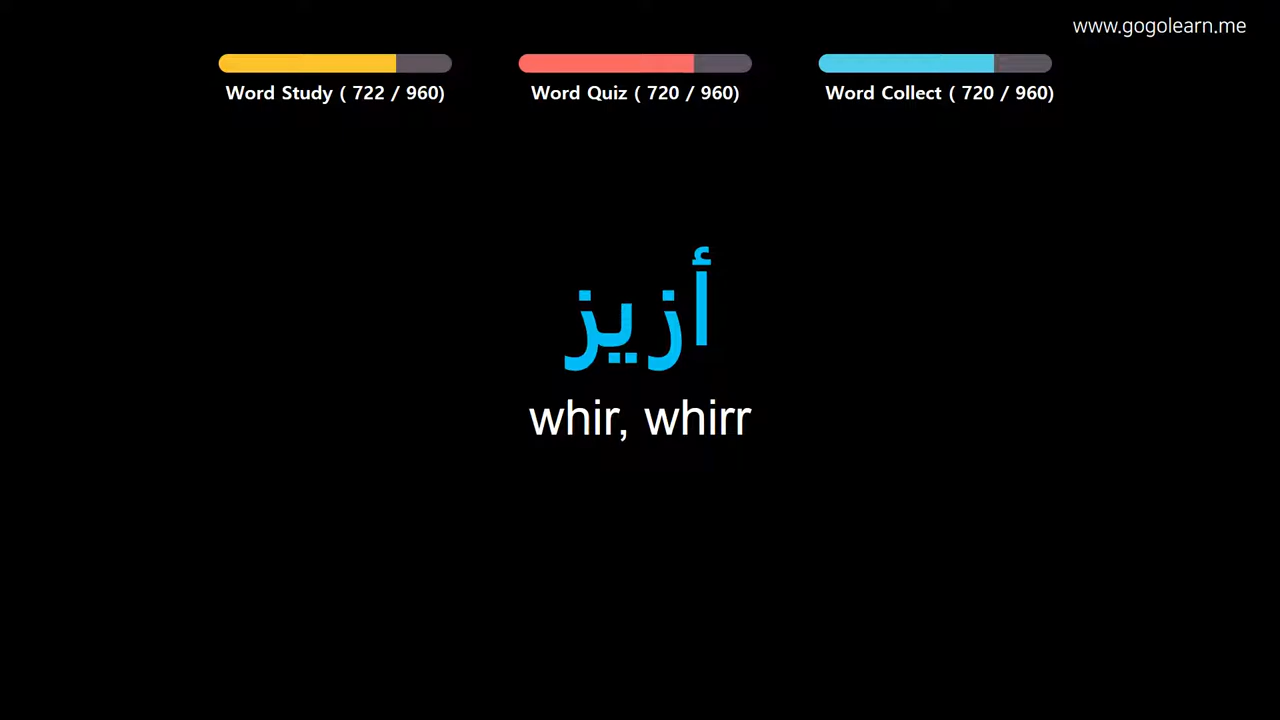 www.gogolearn.me
Word Study ( 722 / 960)
Word Quiz ( 720 / 960)
Word Collect ( 720 / 960)
أزيز
whir, whirr